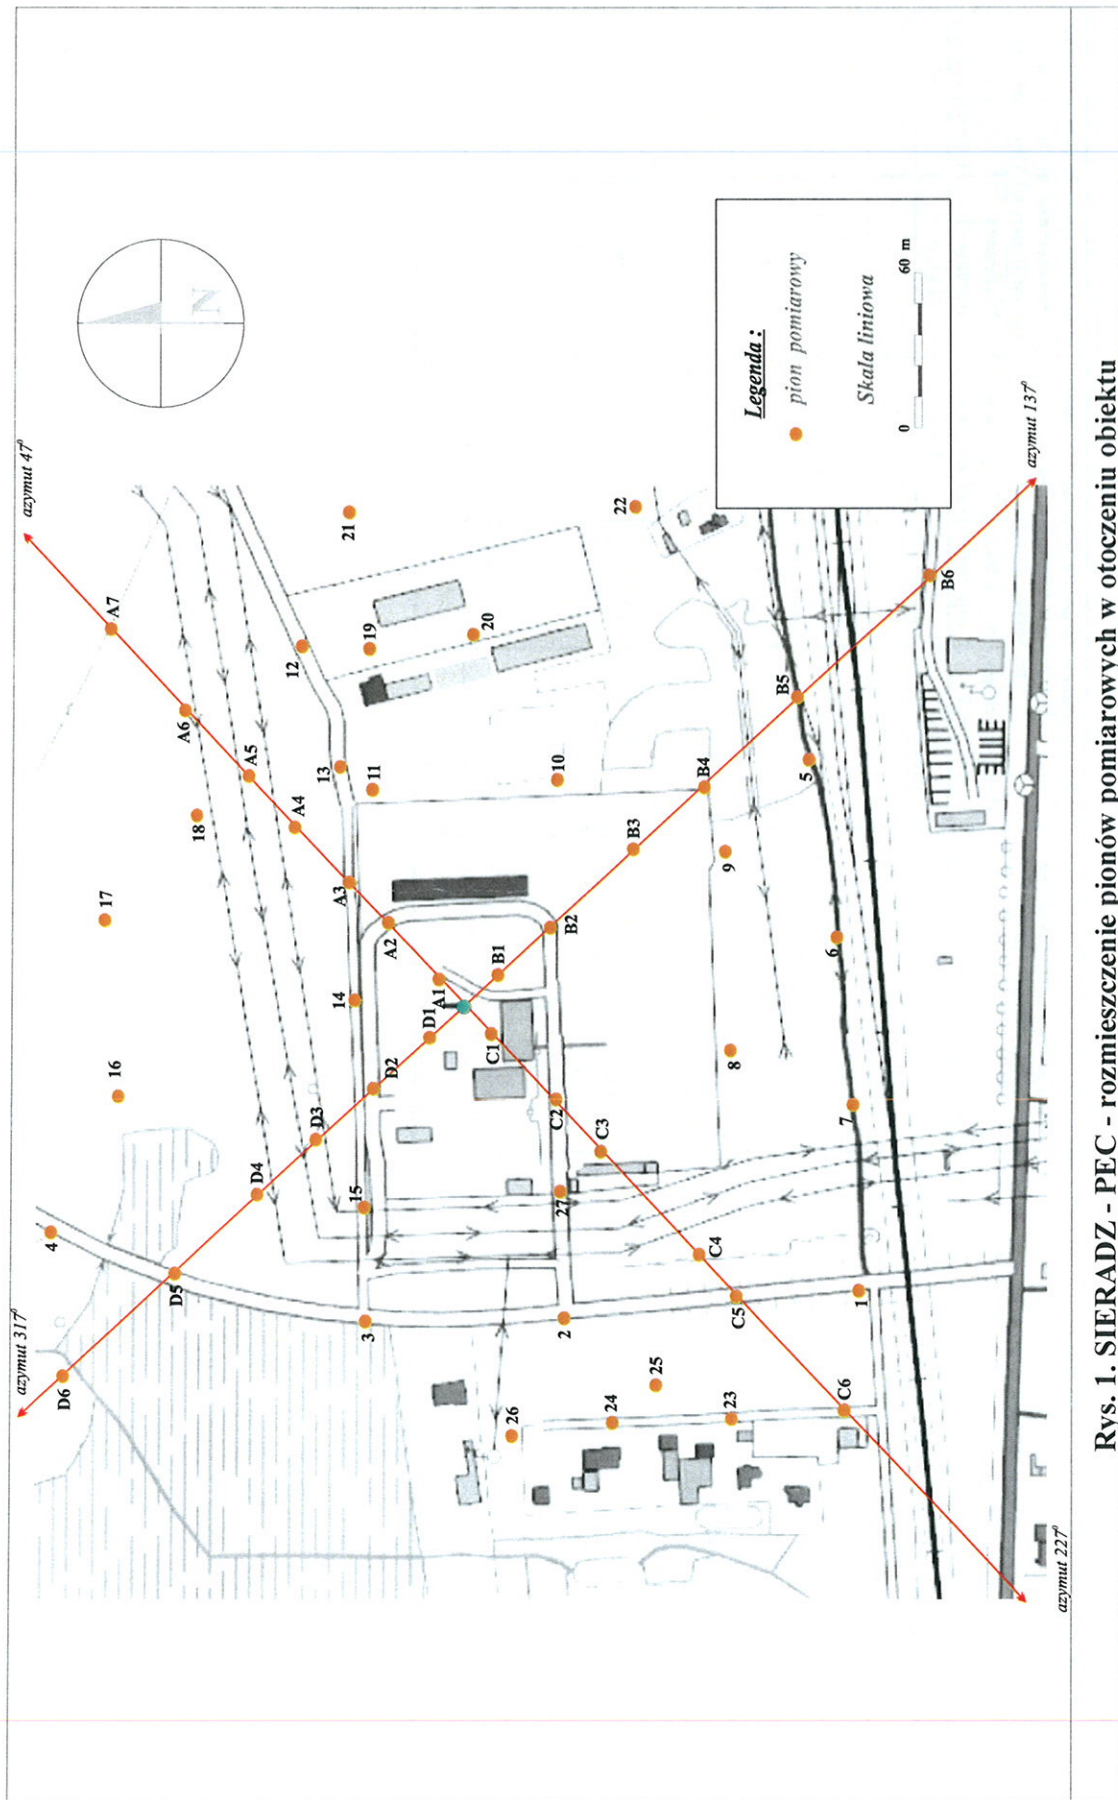 azymut 317°
azymut 47°
azymut 137°
azymut 227°
N
A1
A2
A3
A4
A5
A6
A7
B1
B2
B3
B4
B5
B6
C1
C2
C3
C4
C5
C6
D1
D2
D3
D4
D5
D6
1
2
3
4
5
6
7
8
9
10
11
12
13
14
15
16
17
18
19
20
21
22
23
24
25
26
27
Legenda :
pion pomiarowy
Skala liniowa
0 60 m
Rys. 1. SIERADZ - PEC - rozmieszczenie pionów pomiarowych w otoczeniu obiektu